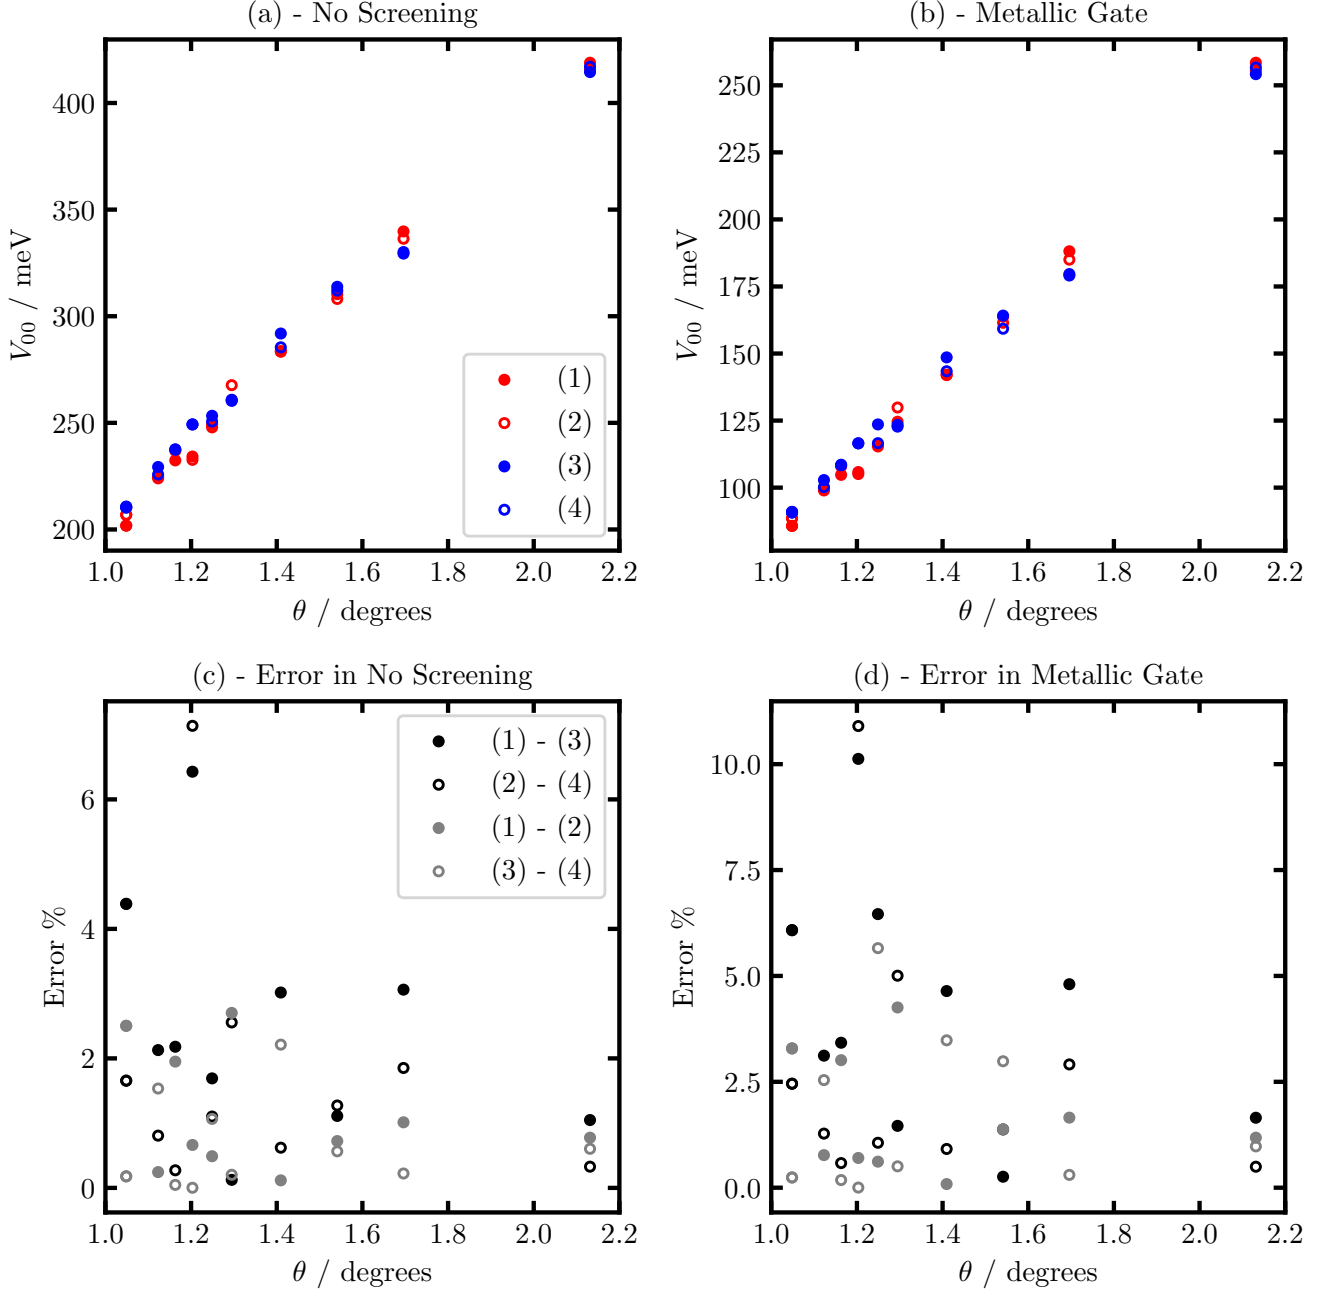 (a) - No Screening
400
350
300
250
200
V00 / meV
(1)
(2)
(3)
(4)
1.0 1.2 1.4 1.6 1.8 2.0 2.2
θ / degrees
(b) - Metallic Gate
250
225
200
175
150
125
100
V00 / meV
1.0 1.2 1.4 1.6 1.8 2.0 2.2
θ / degrees
(c) - Error in No Screening
6
4
2
0
Error %
(1) - (3)
(2) - (4)
(1) - (2)
(3) - (4)
1.0 1.2 1.4 1.6 1.8 2.0 2.2
θ / degrees
(d) - Error in Metallic Gate
10.0
7.5
5.0
2.5
0.0
Error %
1.0 1.2 1.4 1.6 1.8 2.0 2.2
θ / degrees